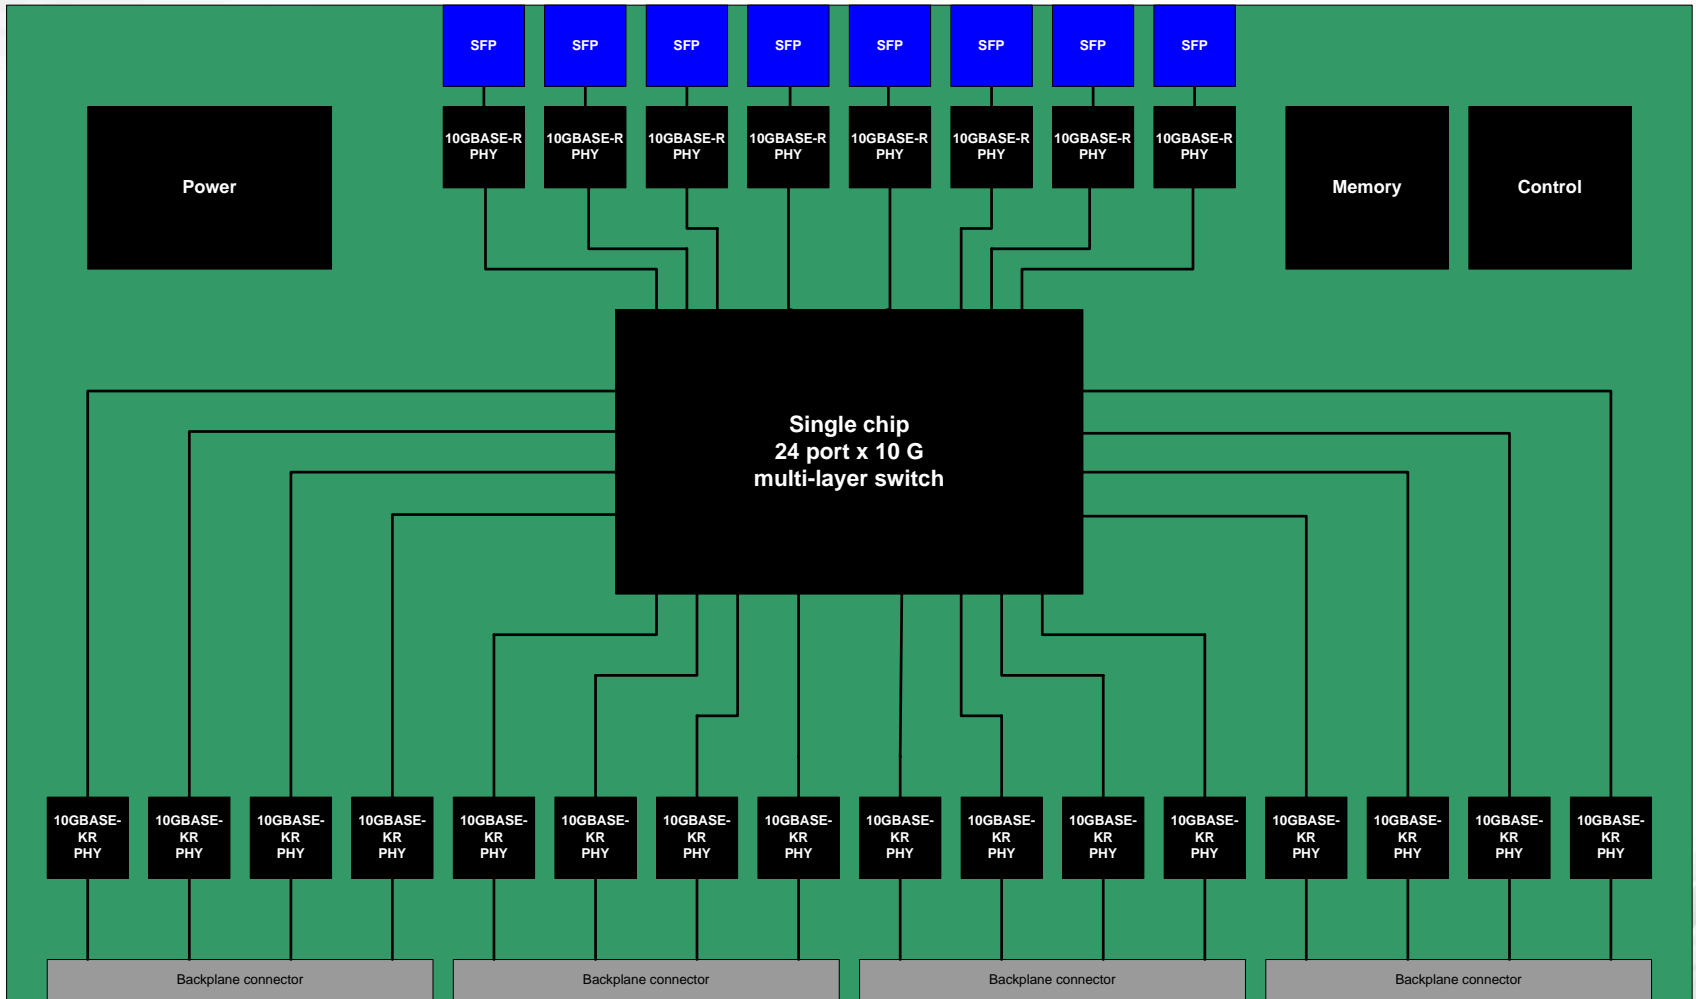 SFP
SFP
SFP
SFP
SFP
SFP
SFP
SFP
10GBASE-R
PHY
10GBASE-R
PHY
10GBASE-R
PHY
10GBASE-R
PHY
10GBASE-R
PHY
10GBASE-R
PHY
10GBASE-R
PHY
10GBASE-R
PHY
Power
Memory
Control
Single chip
24 port x 10 G
multi-layer switch
10GBASE-
KR
PHY
10GBASE-
KR
PHY
10GBASE-
KR
PHY
10GBASE-
KR
PHY
10GBASE-
KR
PHY
10GBASE-
KR
PHY
10GBASE-
KR
PHY
10GBASE-
KR
PHY
10GBASE-
KR
PHY
10GBASE-
KR
PHY
10GBASE-
KR
PHY
10GBASE-
KR
PHY
10GBASE-
KR
PHY
10GBASE-
KR
PHY
10GBASE-
KR
PHY
10GBASE-
KR
PHY
Backplane connector
Backplane connector
Backplane connector
Backplane connector